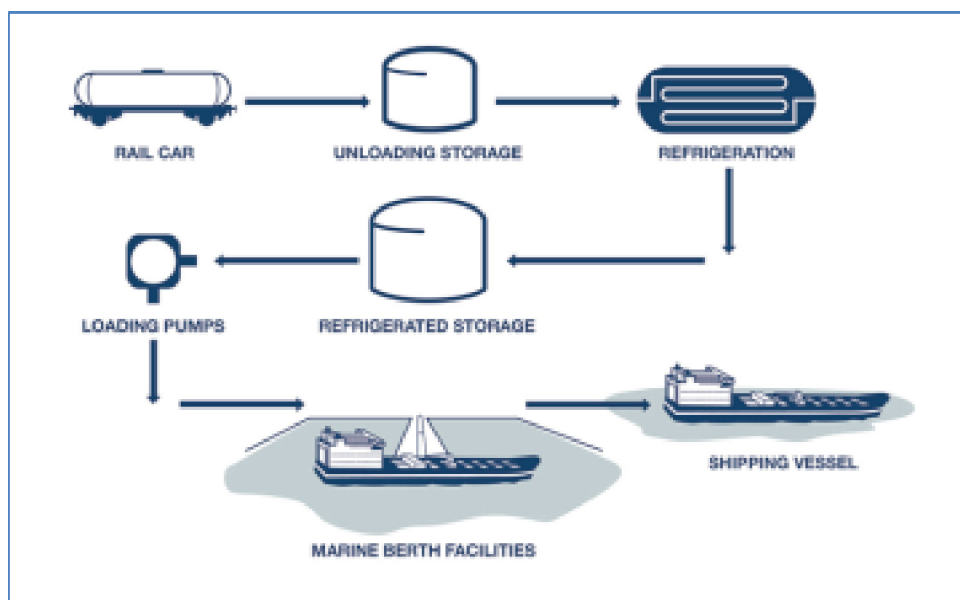 RAIL CAR
UNLOADING STORAGE
REFRIGERATION
LOADING PUMPS
REFRIGERATED STORAGE
SHIPPING VESSEL
MARINE BERTH FACILITIES